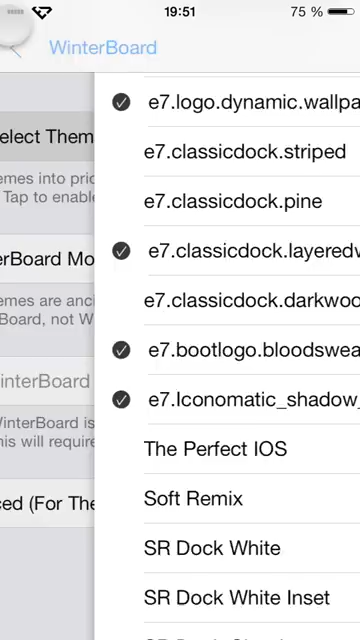 19:51
75 %
WinterBoard
elect Them
emes into pric
Tap to enable
erBoard Mo
emes are anci
Board, not W
interBoard
WinterBoard is
his will require
ced (For The
e7.logo.dynamic.wallpa
e7.classicdock.striped
e7.classicdock.pine
e7.classicdock.layeredw
e7.classicdock.darkwoo
e7.bootlogo.bloodswea
e7.Iconomatic_shadow_
The Perfect IOS
Soft Remix
SR Dock White
SR Dock White Inset